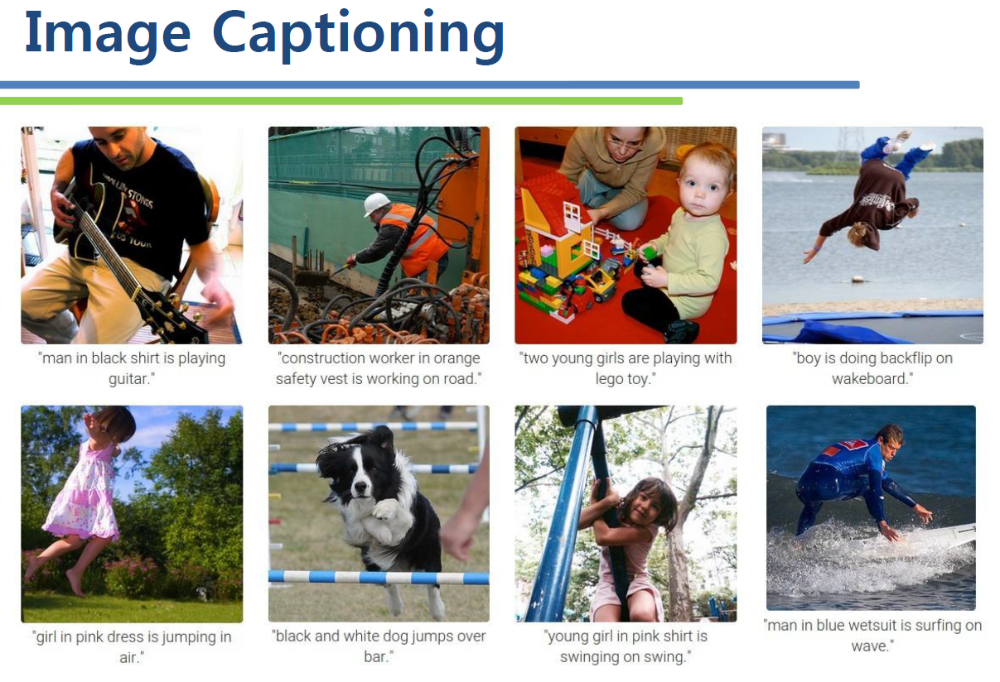 Image Captioning
"man in black shirt is playing
guitar."
"construction worker in orange
safety vest is working on road."
"two young girls are playing with
lego toy."
"boy is doing backflip on
wakeboard."
"girl in pink dress is jumping in
air."
"black and white dog jumps over
bar."
"young girl in pink shirt is
swinging on swing."
"man in blue wetsuit is surfing on
wave."